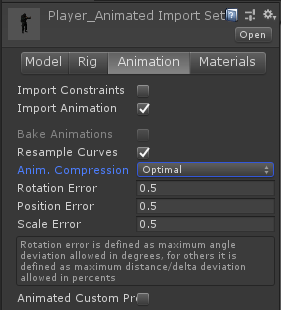 Player_Animated Import Set
Open
Model Rig Animation Materials
Import Constraints
Import Animation
Bake Animations
Resample Curves
Anim. Compression Optimal
Rotation Error 0.5
Position Error 0.5
Scale Error 0.5
Rotation error is defined as maximum angle
deviation allowed in degrees, for others it is
defined as maximum distance/delta deviation
allowed in percents
Animated Custom Pr